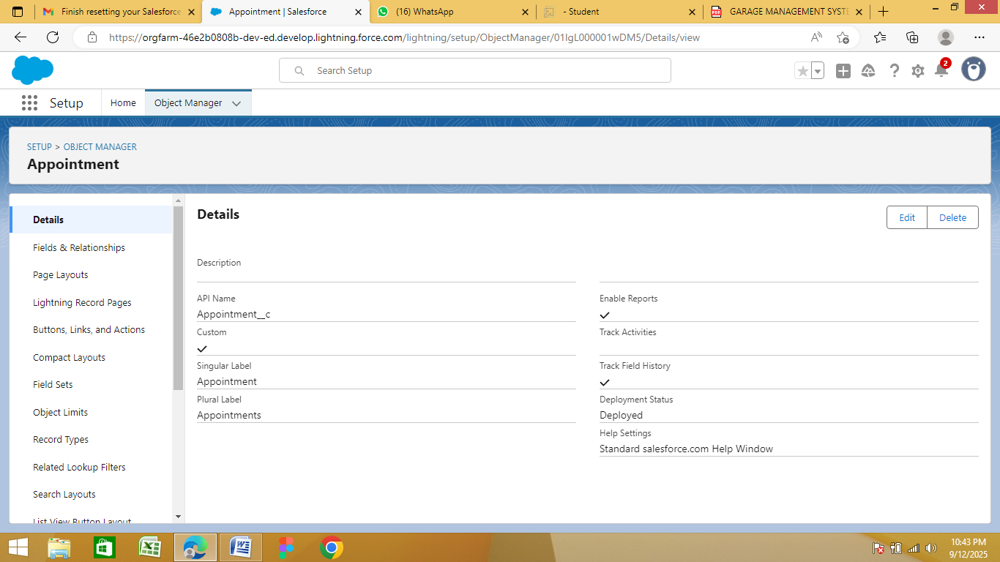 Finish resetting your Salesforce
Appointment | Salesforce
(16) WhatsApp
- Student
GARAGE MANAGEMENT SYSTE
https://orgfarm-46e2b0808b-dev-ed.develop.lightning.force.com/lightning/setup/ObjectManager/01IgL000001wDM5/Details/view
Search Setup
2
Setup
Home
Object Manager
SETUP > OBJECT MANAGER
Appointment
Details
Fields & Relationships
Page Layouts
Lightning Record Pages
Buttons, Links, and Actions
Compact Layouts
Field Sets
Object Limits
Record Types
Related Lookup Filters
Search Layouts
List View Button Layout
Details
Edit
Delete
Description
API Name
Appointment__c
Custom
Singular Label
Appointment
Plural Label
Appointments
Enable Reports
Track Activities
Track Field History
Deployment Status
Deployed
Help Settings
Standard salesforce.com Help Window
10:43 PM
9/12/2025